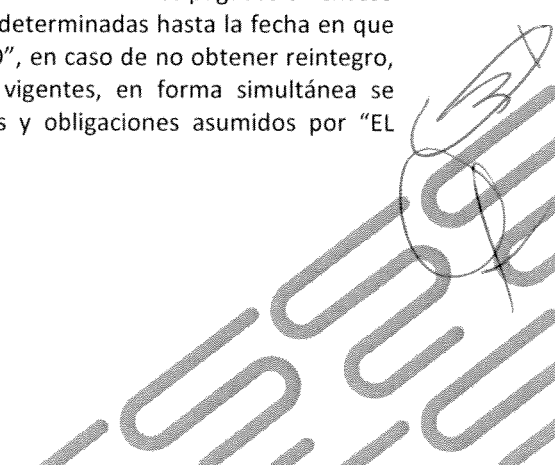 determinadas hasta la fecha en que
”, en caso de no obtener reintegro,
vigentes, en forma simultánea se
s y obligaciones asumidos por “EL